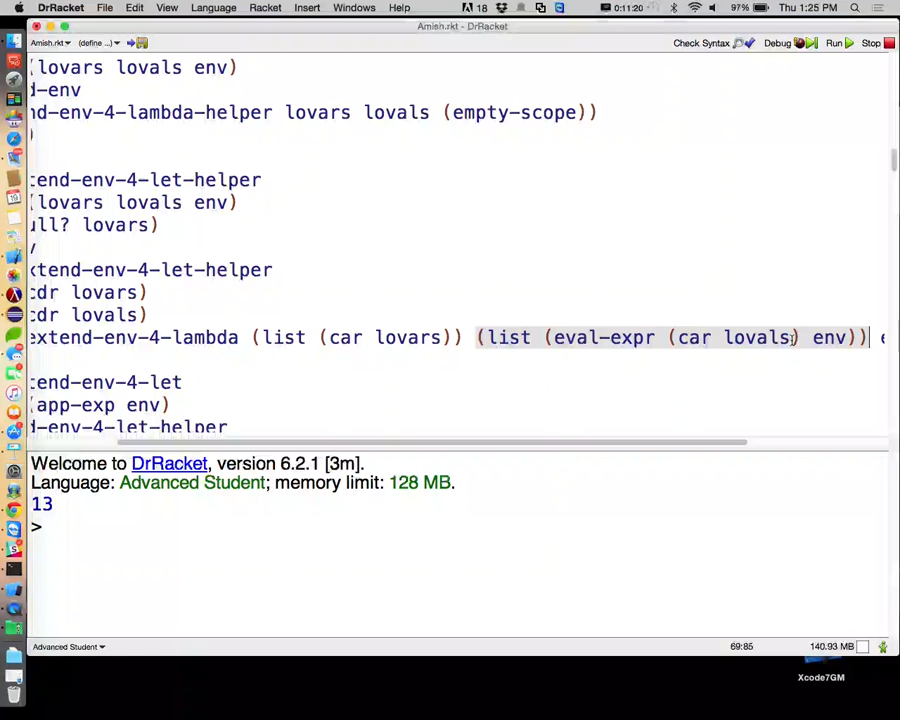 DrRacket File Edit View Language Racket Insert Windows Help 18 0:11:20 97% Thu 1:25 PM
Amish.rkt - DrRacket
Amish.rkt (define ...) Check Syntax Debug Run Stop
(lovars lovals env)
d-env
nd-env-4-lambda-helper lovars lovals (empty-scope))
)
tend-env-4-let-helper
(lovars lovals env)
ull? lovars)
v
xtend-env-4-let-helper
cdr lovars)
cdr lovals)
extend-env-4-lambda (list (car lovars)) (list (eval-expr (car lovals) env)) e
tend-env-4-let
(app-exp env)
d-env-4-let-helper
Welcome to DrRacket, version 6.2.1 [3m].
Language: Advanced Student; memory limit: 128 MB.
13
>
Advanced Student 69:85 140.93 MB
Xcode7GM